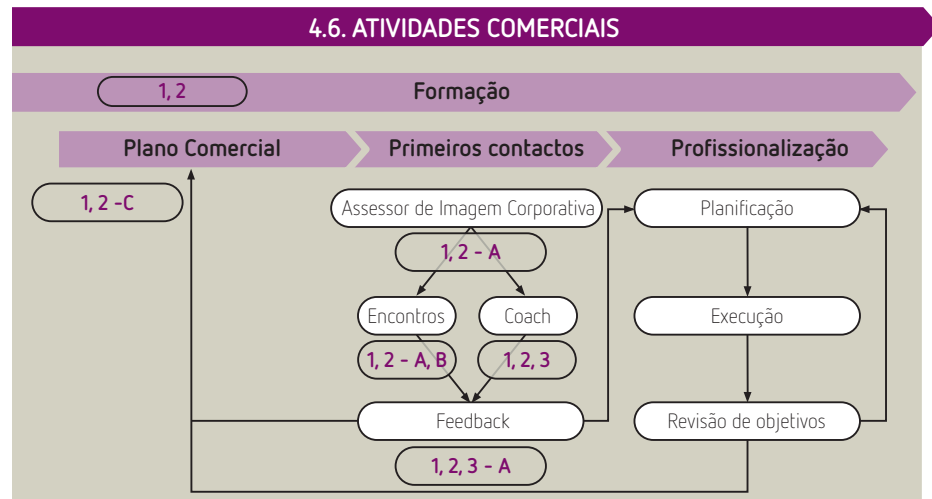 4.6. ATIVIDADES COMERCIAIS
1, 2
Formação
Plano Comercial
Primeiros contactos
Profissionalização
1, 2 -C
Assessor de Imagem Corporativa
Planificação
1, 2 - A
Encontros
Coach
Execução
1, 2 - A, B
1, 2, 3
Feedback
Revisão de objetivos
1, 2, 3 - A